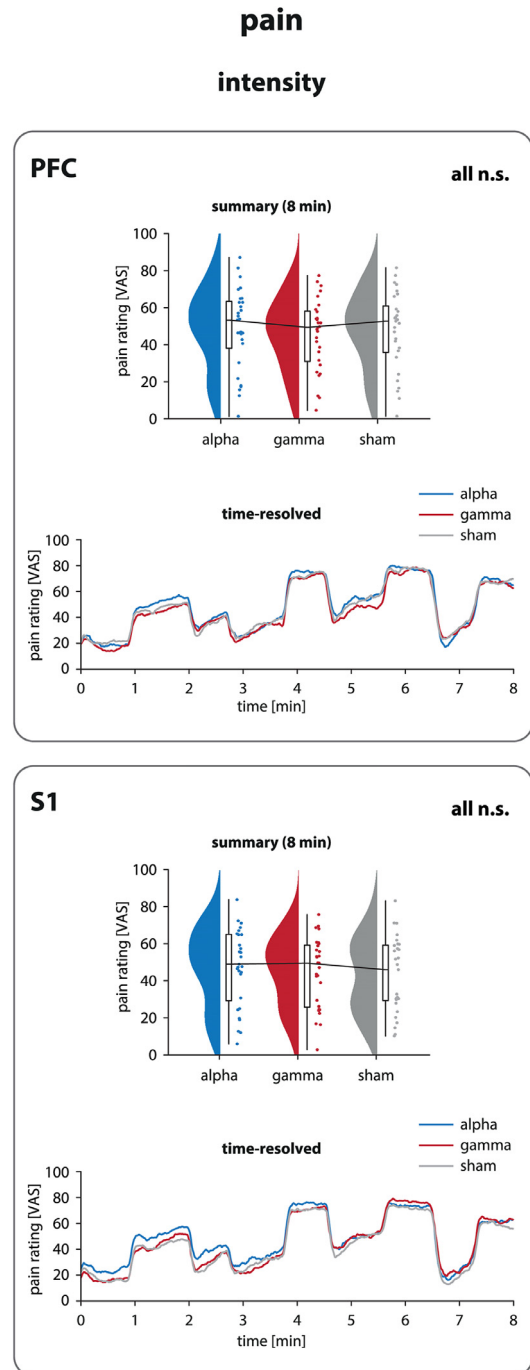 pain
intensity
PFC
all n.s.
summary (8 min)
pain rating [VAS]
100
80
60
40
20
0
alpha
gamma
sham
alpha
gamma
sham
time-resolved
pain rating [VAS]
100
80
60
40
20
0
0 1 2 3 4 5 6 7 8
time [min]
S1
all n.s.
summary (8 min)
pain rating [VAS]
100
80
60
40
20
0
alpha
gamma
sham
alpha
gamma
sham
time-resolved
pain rating [VAS]
100
80
60
40
20
0
0 1 2 3 4 5 6 7 8
time [min]